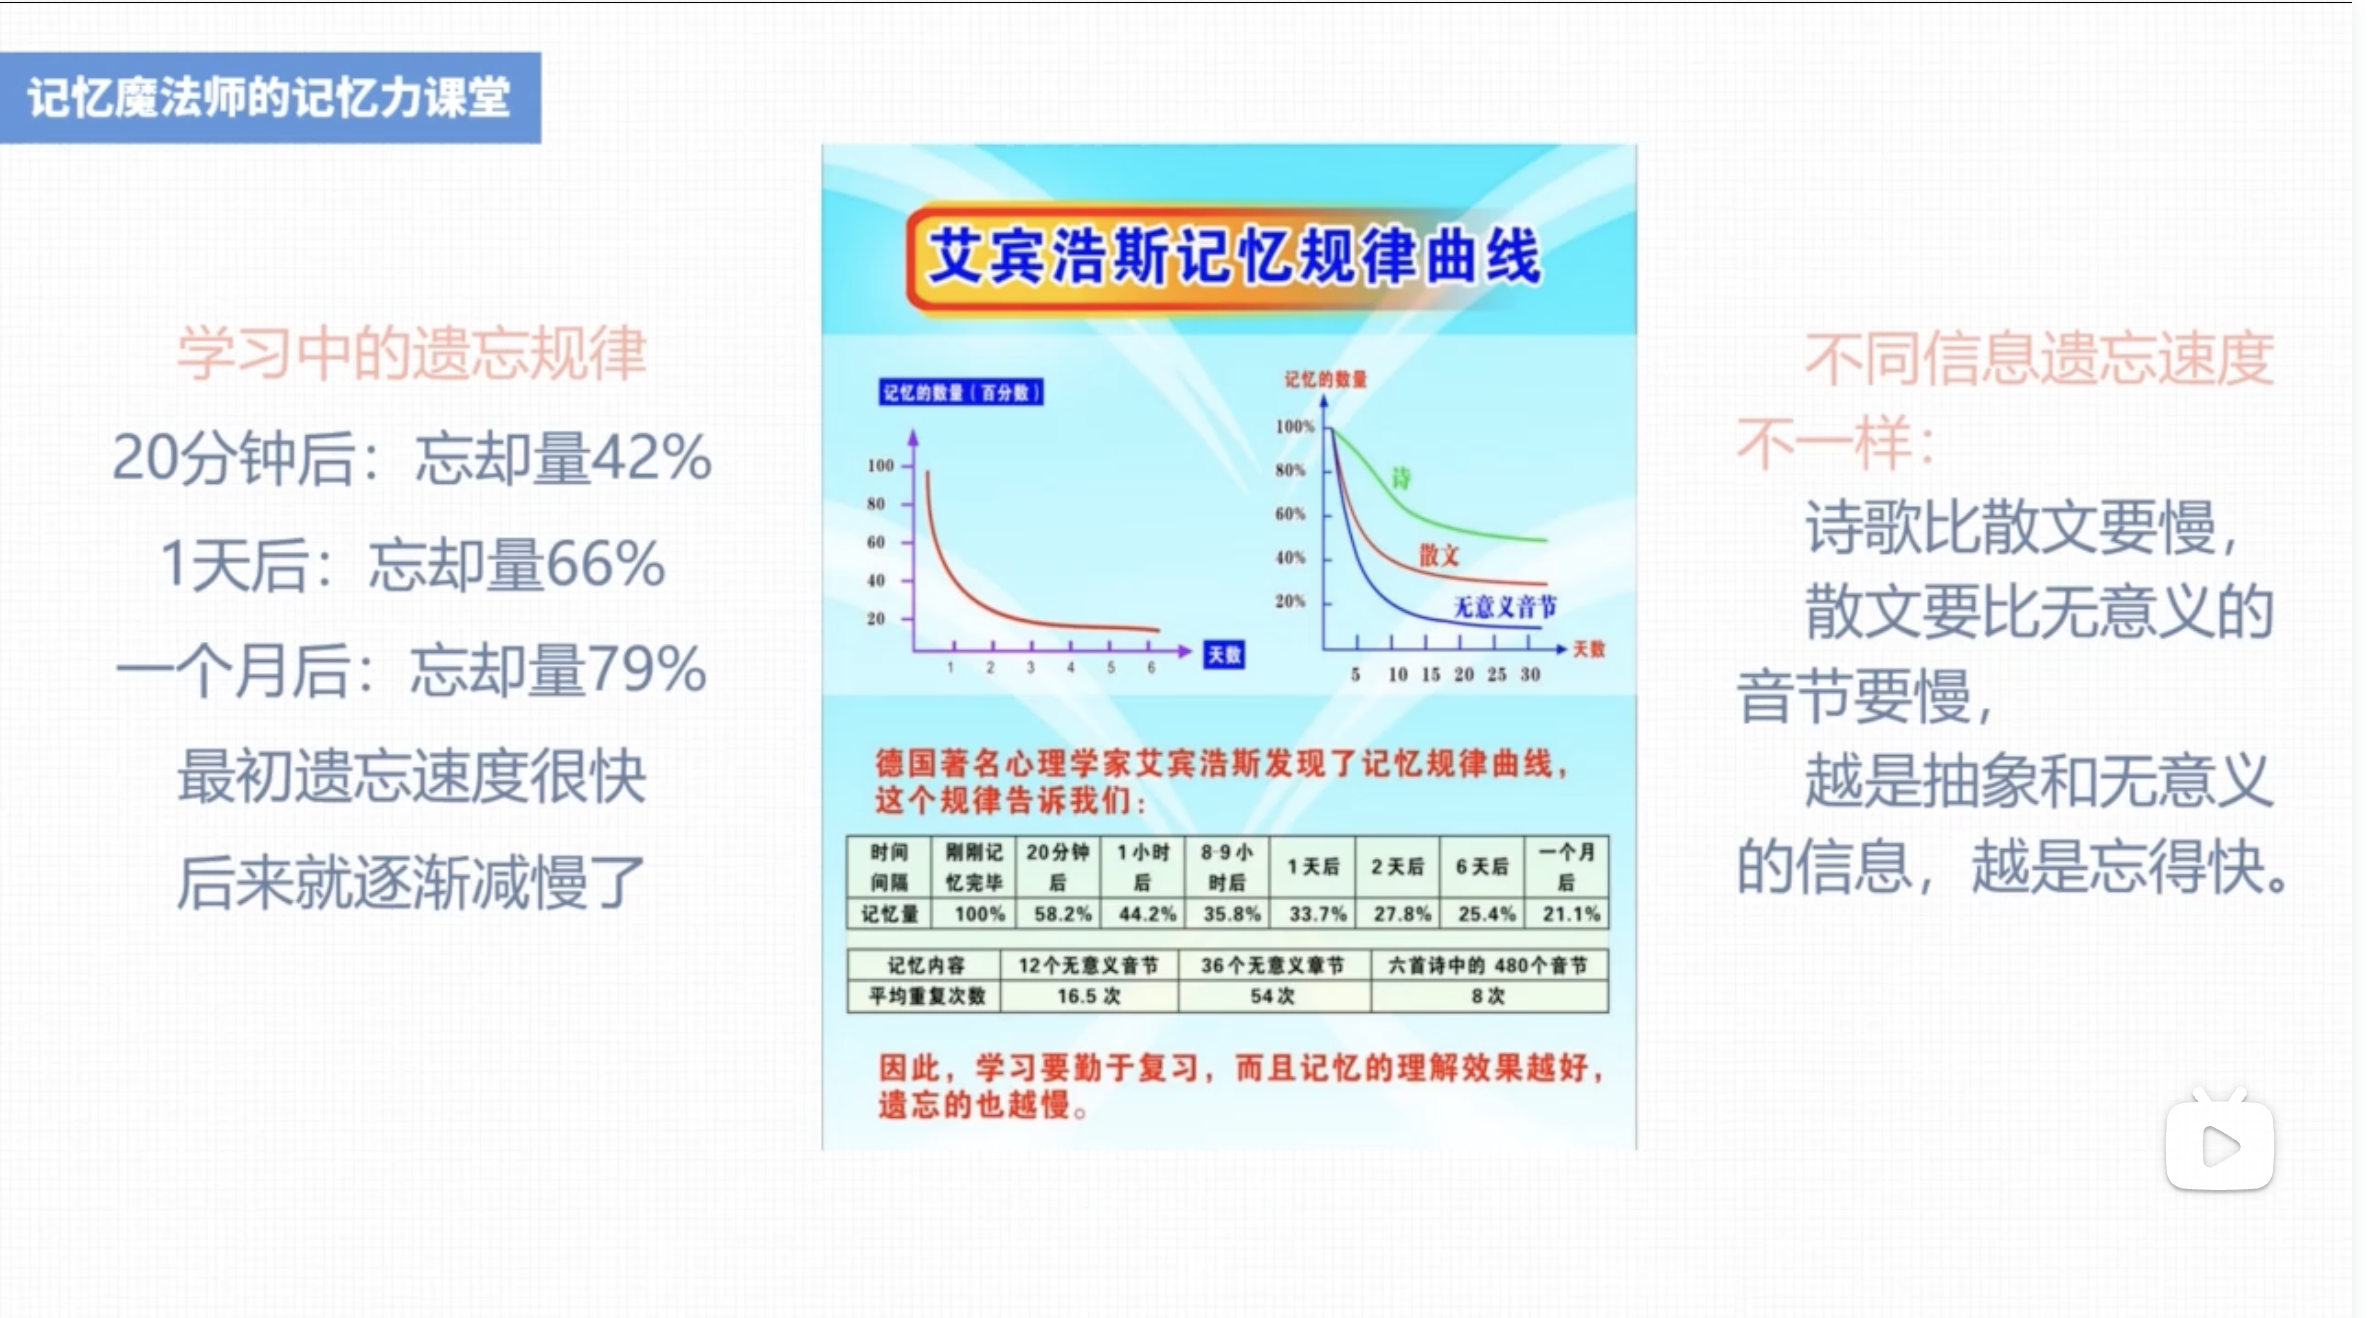 记忆魔法师的记忆力课堂
学习中的遗忘规律
20分钟后：忘却量42%
1天后：忘却量66%
一个月后：忘却量79%
最初遗忘速度很快
后来就逐渐减慢了
艾宾浩斯记忆规律曲线
记忆的数量（百分数）
100
80
60
40
20
1 2 3 4 5 6
天数
记忆的数量
100%
80%
60%
40%
20%
诗
散文
无意义音节
5 10 15 20 25 30
天数
德国著名心理学家艾宾浩斯发现了记忆规律曲线，
这个规律告诉我们：
时间间隔 刚刚记忆完毕 20分钟后 1小时后 8-9小时后 1天后 2天后 6天后 一个月后
记忆量 100% 58.2% 44.2% 35.8% 33.7% 27.8% 25.4% 21.1%
记忆内容 12个无意义音节 36个无意义章节 六首诗中的 480个音节
平均重复次数 16.5次 54次 8次
因此，学习要勤于复习，而且记忆的理解效果越好，
遗忘的也越慢。
不同信息遗忘速度
不一样：
诗歌比散文要慢，
散文要比无意义的
音节要慢，
越是抽象和无意义
的信息，越是忘得快。